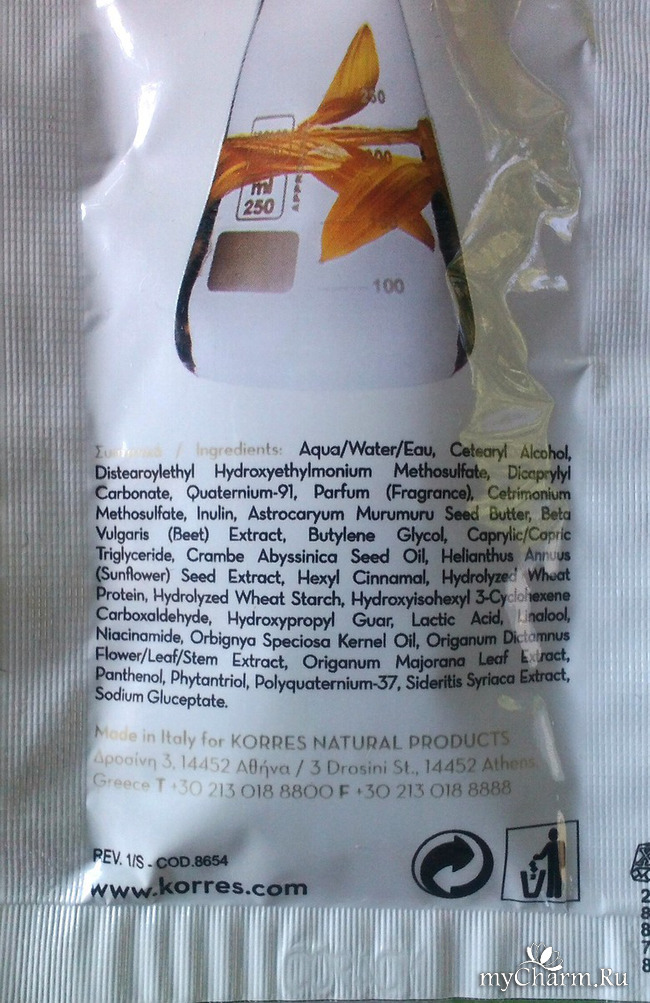 250
ml
250
100
/ Ingredients: Aqua/Water/Eau, Cetearyl Alcohol,
Distearoylethyl Hydroxyethylmonium Methosulfate, Dicaprylyl
Carbonate, Quaternium-91, Parfum (Fragrance), Cetrimonium
Methosulfate, Inulin, Astrocaryum Murumuru Seed Butter, Beta
Vulgaris (Beet) Extract, Butylene Glycol, Caprylic/Capric
Triglyceride, Crambe Abyssinica Seed Oil, Helianthus Annuus
(Sunflower) Seed Extract, Hexyl Cinnamal, Hydrolyzed Wheat
Protein, Hydrolyzed Wheat Starch, Hydroxyisohexyl 3-Cyclohexene
Carboxaldehyde, Hydroxypropyl Guar, Lactic Acid, Linalool,
Niacinamide, Orbignya Speciosa Kernel Oil, Origanum Dictamnus
Flower/Leaf/Stem Extract, Origanum Majorana Leaf Extract,
Panthenol, Phytantriol, Polyquaternium-37, Sideritis Syriaca Extract,
Sodium Gluceptate.
Made in Italy for KORRES NATURAL PRODUCTS
Δροσίνη 3, 14452 Αθήνα / 3 Drosini St., 14452 Athens,
Greece T +30 213 018 8800 F +30 213 018 8888
REV. 1/S - COD.8654
www.korres.com
28878
myCharm.Ru